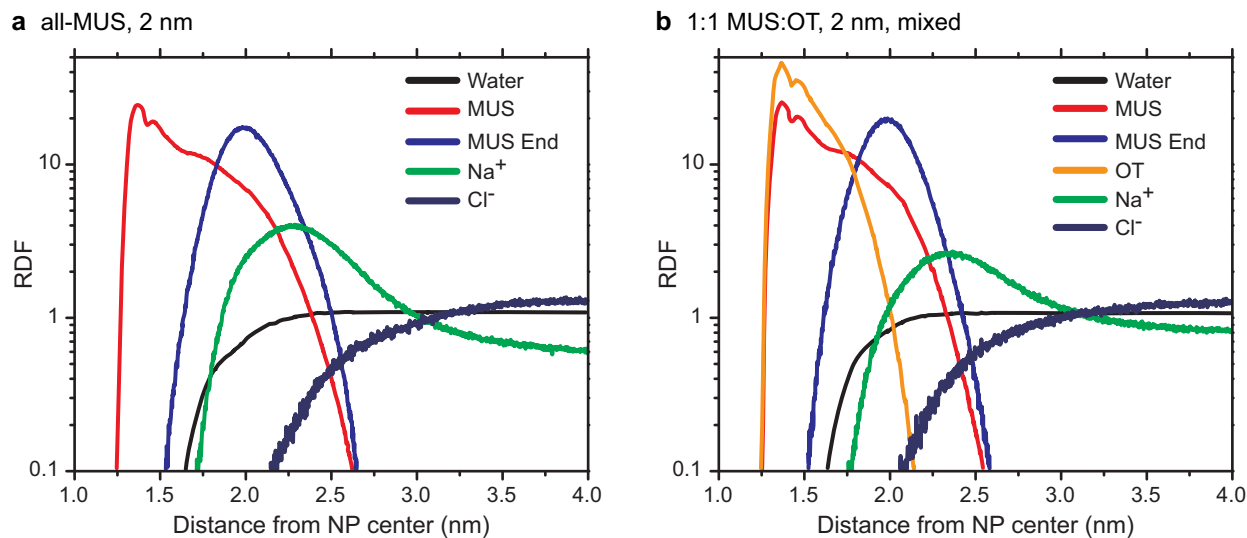 a all-MUS, 2 nm
RDF
10
1
0.1
1.0 1.5 2.0 2.5 3.0 3.5 4.0
Distance from NP center (nm)
Water
MUS
MUS End
Na+
Cl-
b 1:1 MUS:OT, 2 nm, mixed
RDF
10
1
0.1
1.0 1.5 2.0 2.5 3.0 3.5 4.0
Distance from NP center (nm)
Water
MUS
MUS End
OT
Na+
Cl-